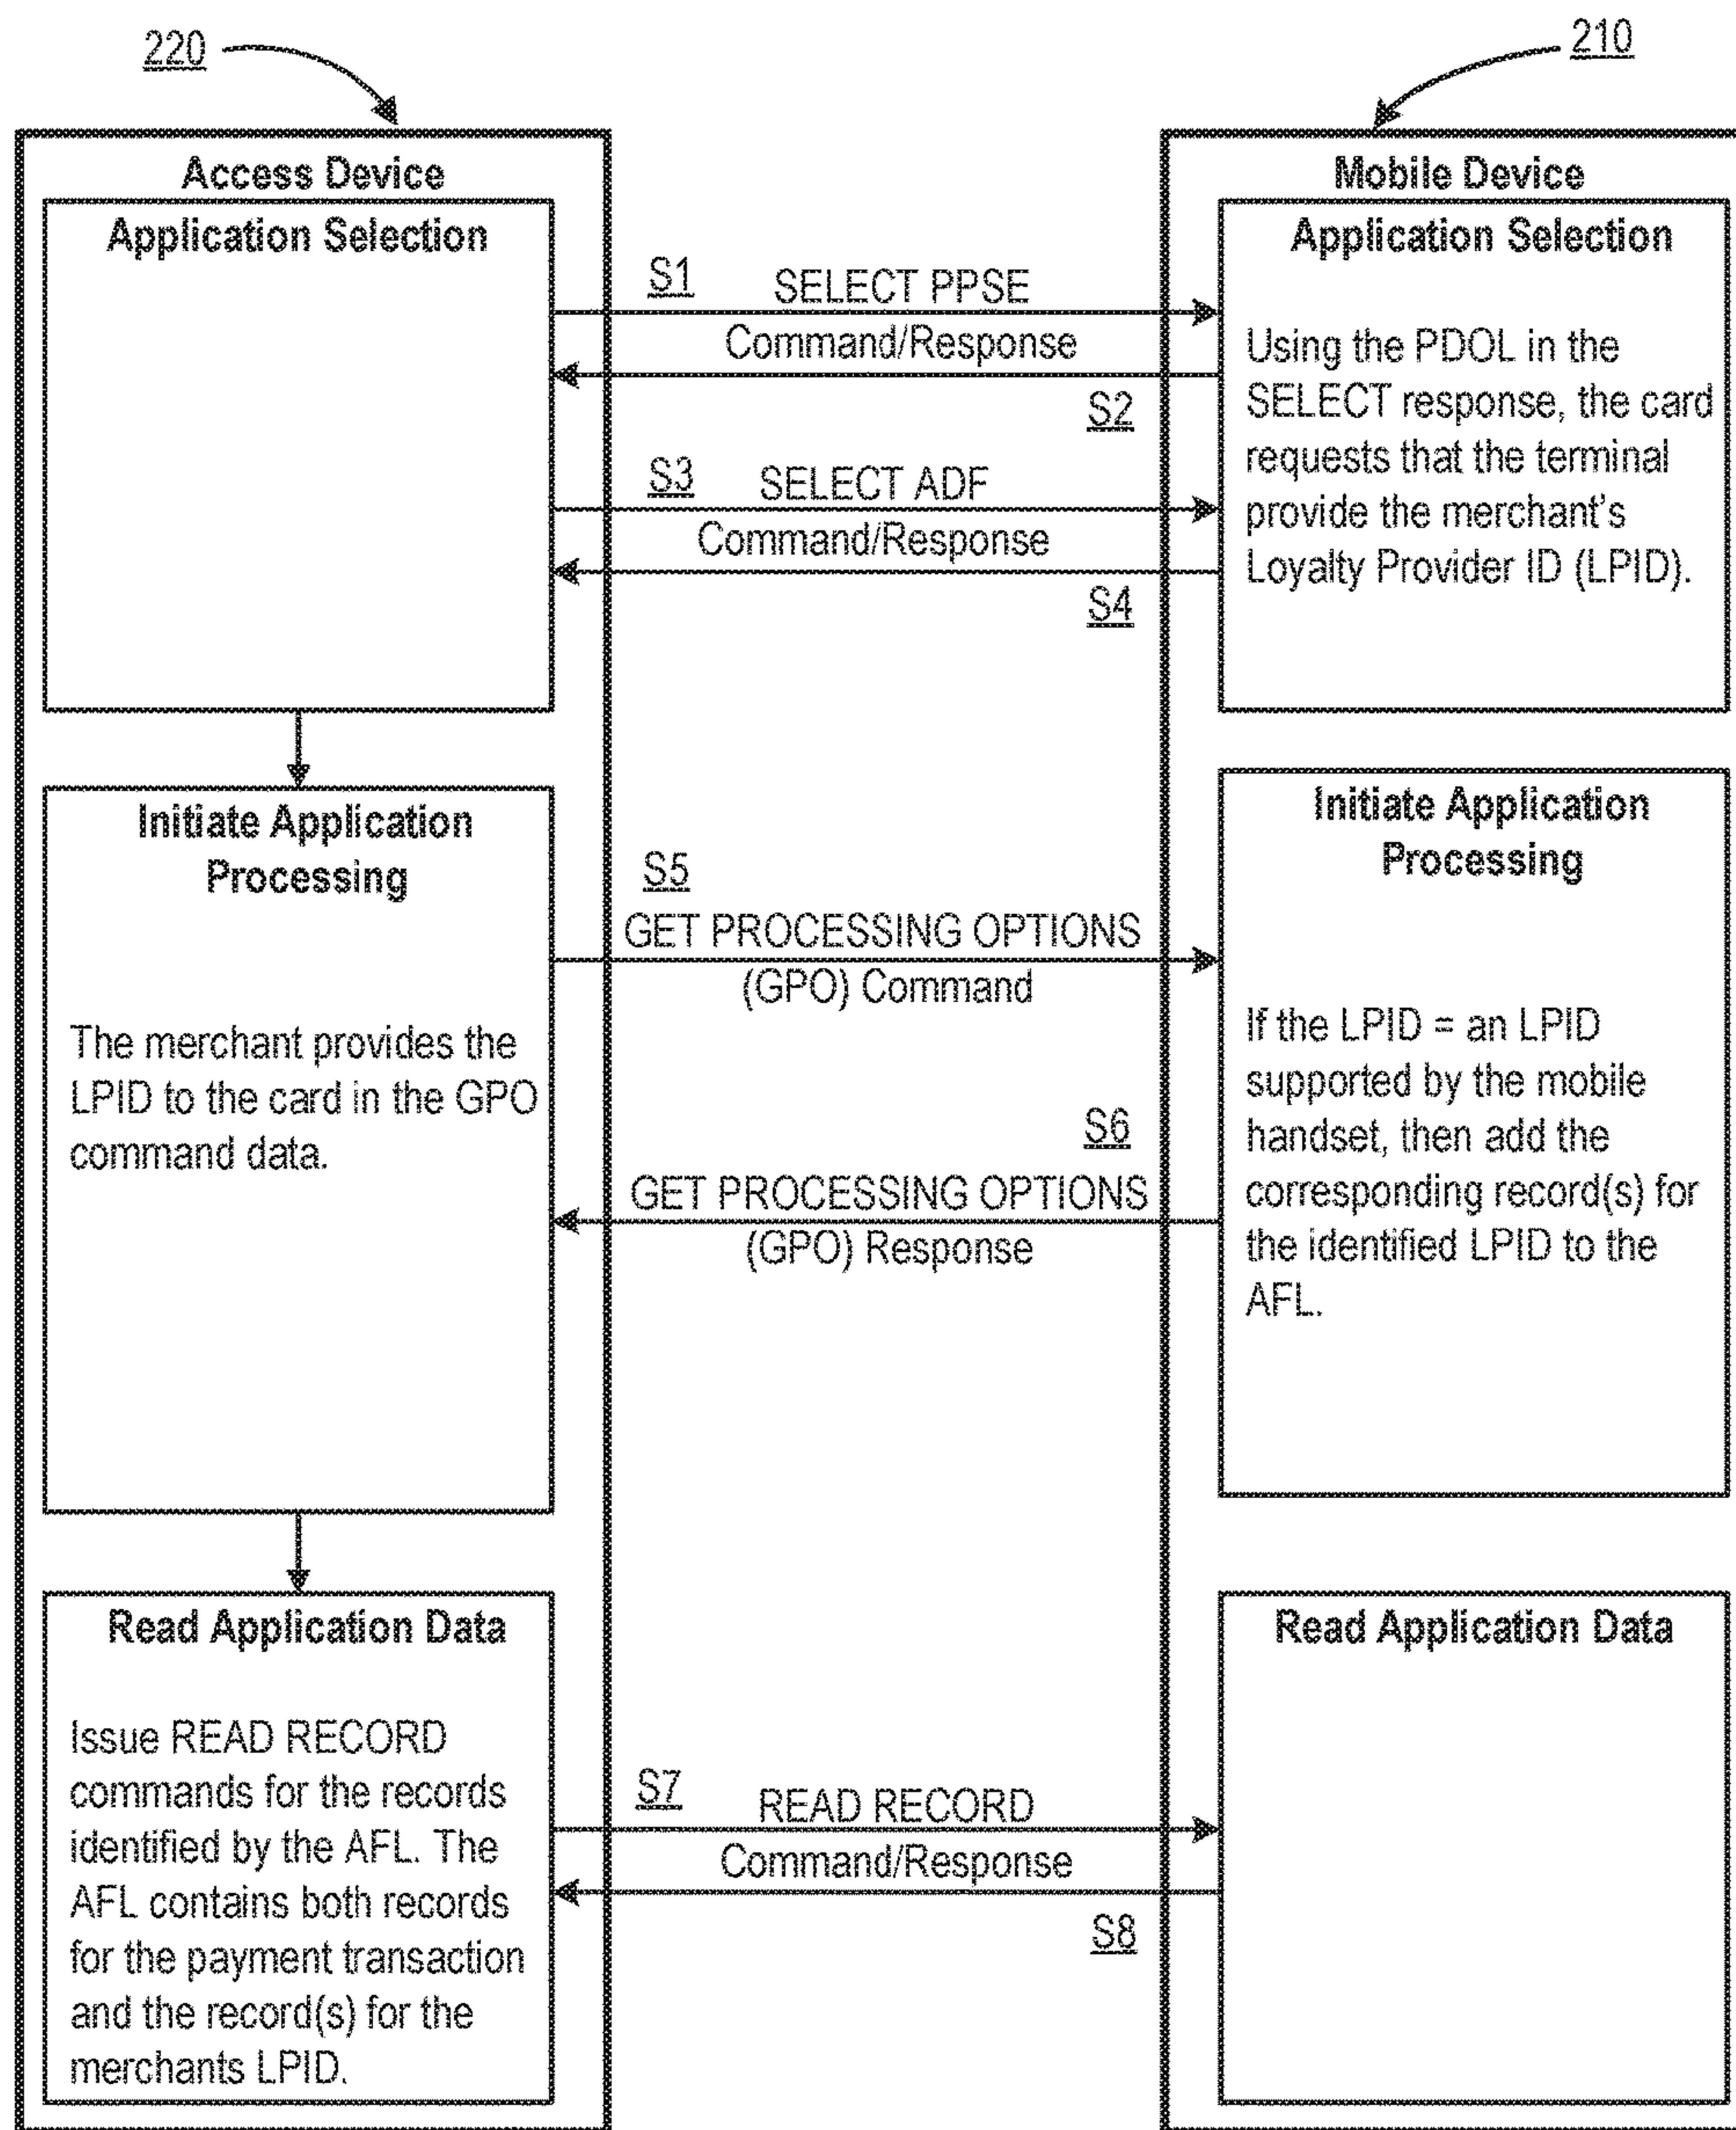 220
210
Access Device
Application Selection
Mobile Device
Application Selection
Using the PDOL in the
SELECT response, the card
requests that the terminal
provide the merchant's
Loyalty Provider ID (LPID).
S1
SELECT PPSE
Command/Response
S2
S3
SELECT ADF
Command/Response
S4
Initiate Application
Processing
The merchant provides the
LPID to the card in the GPO
command data.
S5
GET PROCESSING OPTIONS
(GPO) Command
S6
GET PROCESSING OPTIONS
(GPO) Response
Initiate Application
Processing
If the LPID = an LPID
supported by the mobile
handset, then add the
corresponding record(s) for
the identified LPID to the
AFL.
Read Application Data
Issue READ RECORD
commands for the records
identified by the AFL. The
AFL contains both records
for the payment transaction
and the record(s) for the
merchants LPID.
S7
READ RECORD
Command/Response
S8
Read Application Data